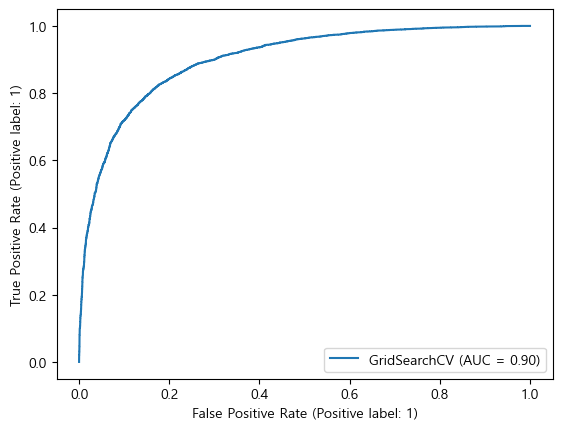 1.0
0.8
0.6
0.4
0.2
0.0
True Positive Rate (Positive label: 1)
GridSearchCV (AUC = 0.90)
0.0 0.2 0.4 0.6 0.8 1.0
False Positive Rate (Positive label: 1)